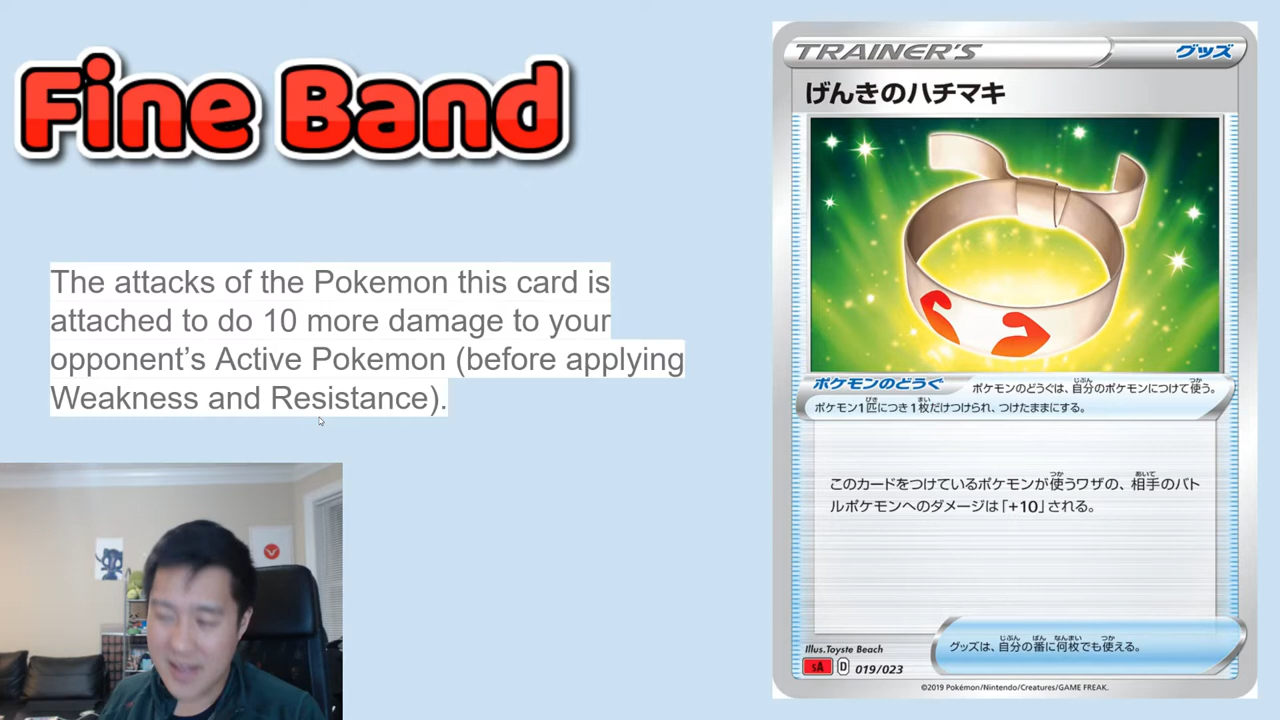 Fine Band
The attacks of the Pokemon this card is
attached to do 10 more damage to your
opponent’s Active Pokemon (before applying
Weakness and Resistance).
TRAINER'S
グッズ
げんきのハチマキ
ポケモンのどうぐ
ポケモンのどうぐは、自分のポケモンにつけて使う。
ポケモン1匹につき1枚だけつけられ、つけたままにする。
このカードをつけているポケモンが使うワザの、相手のバト
ルポケモンへのダメージは「+10」される。
グッズは、自分の番に何枚でも使える。
Illus.Toyste Beach
sA D 019/023
©2019 Pokémon/Nintendo/Creatures/GAME FREAK.